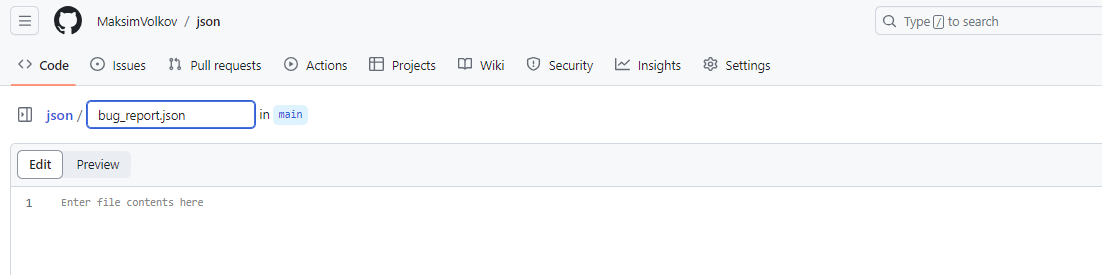 MaksimVolkov / json
Type / to search
Code Issues Pull requests Actions Projects Wiki Security Insights Settings
json / bug_report.json in main
Edit Preview
1 Enter file contents here